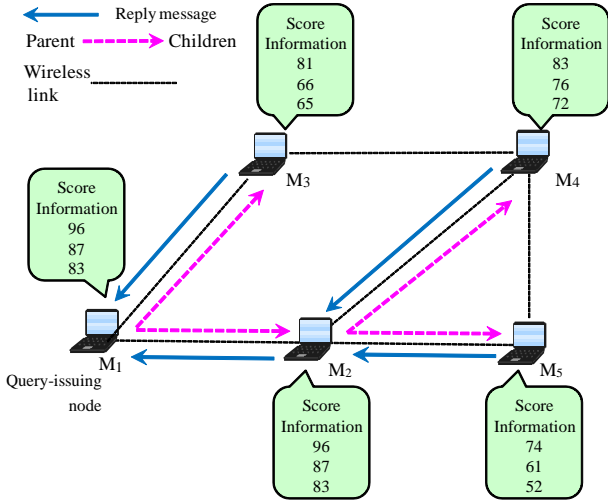 Reply message
Parent
Children
Wireless
link
Score
Information
81
66
65
Score
Information
83
76
72
M3
M4
Score
Information
96
87
83
M1
Query-issuing
node
M2
M5
Score
Information
96
87
83
Score
Information
74
61
52